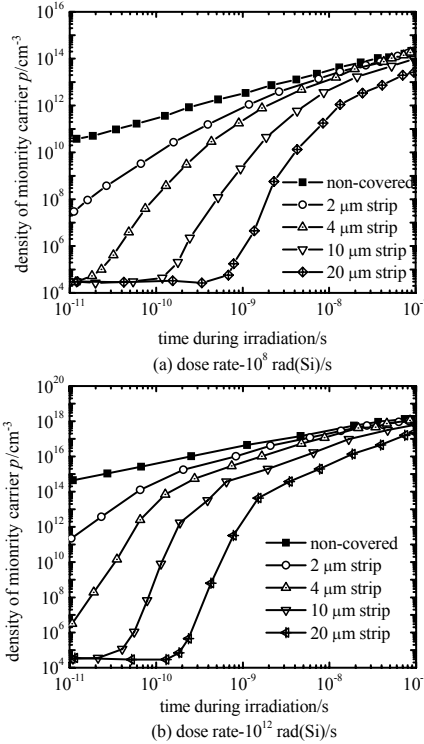 10^16
10^14
10^12
10^10
10^8
10^6
10^4
density of mionrity carrier p/cm^-3
non-covered
2 μm strip
4 μm strip
10 μm strip
20 μm strip
10^-11 10^-10 10^-9 10^-8 10^-7
time during irradiation/s
(a) dose rate-10^8 rad(Si)/s
10^20
10^18
10^16
10^14
10^12
10^10
10^8
10^6
10^4
density of mionrity carrier p/cm^-3
non-covered
2 μm strip
4 μm strip
10 μm strip
20 μm strip
10^-11 10^-10 10^-9 10^-8 10^-7
time during irradiation/s
(b) dose rate-10^12 rad(Si)/s